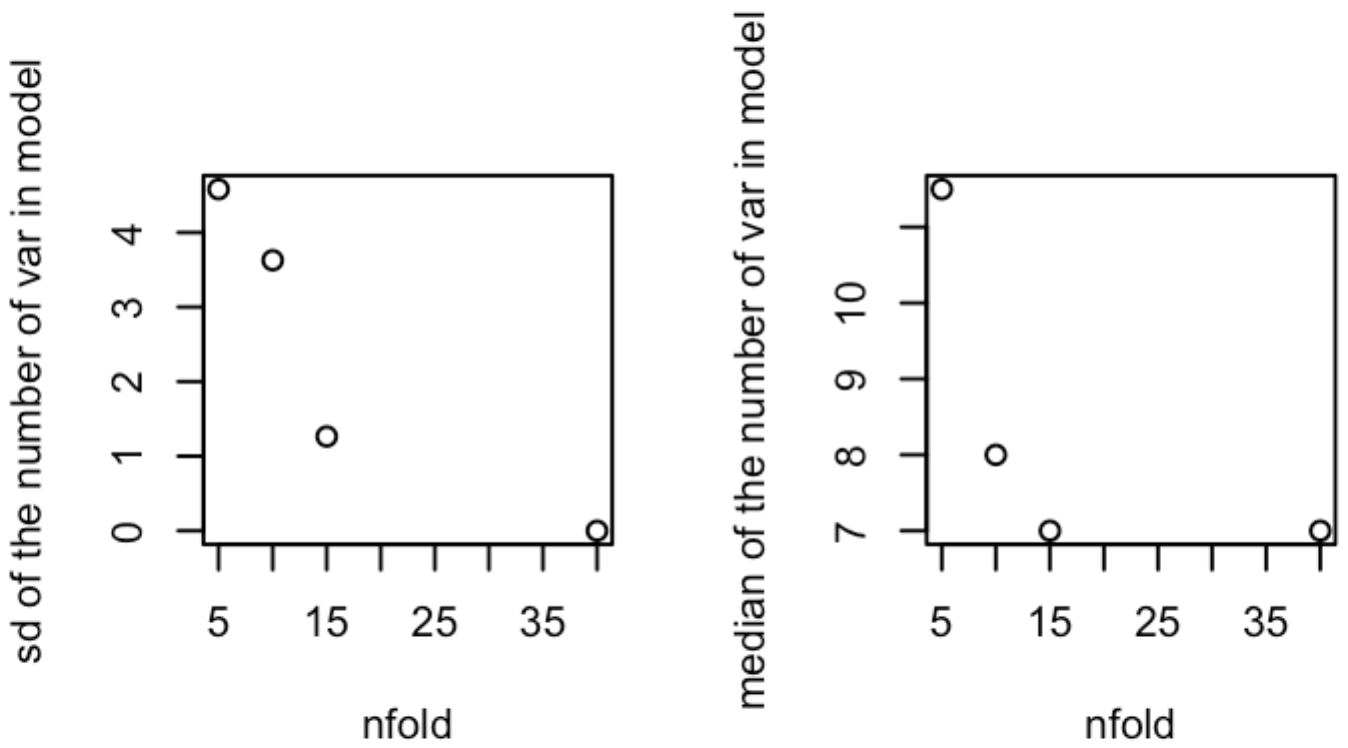 sd of the number of var in model
4
3
2
1
0
5 15 25 35
nfold
median of the number of var in model
10
9
8
7
5 15 25 35
nfold